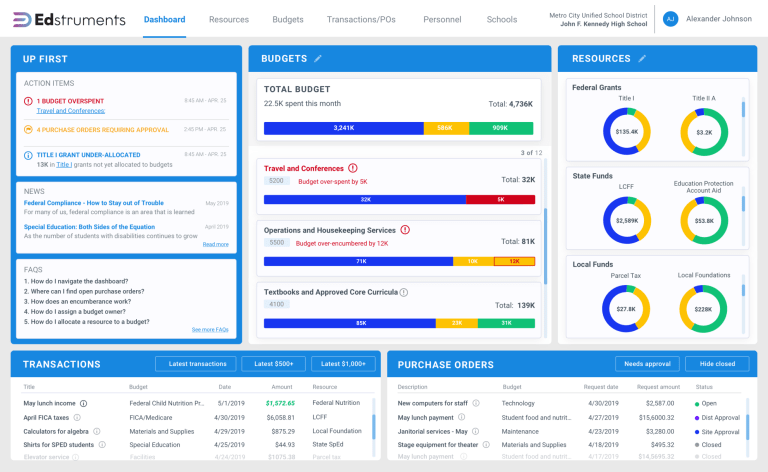 Edstruments
Dashboard
Resources
Budgets
Transactions/POs
Personnel
Schools
Metro City Unified School District
John F. Kennedy High School
AJ
Alexander Johnson
UP FIRST
ACTION ITEMS
1 BUDGET OVERSPENT
8:45 AM - APR. 25
Travel and Conferences:
4 PURCHASE ORDERS REQUIRING APPROVAL
2:45 PM - APR. 25
TITLE I GRANT UNDER-ALLOCATED
8:45 AM - APR. 25
13K in Title I grants not yet allocated to budgets
NEWS
Federal Compliance - How to Stay out of Trouble
May 2019
For many of us, federal compliance is an area that is learned
Special Education: Both Sides of the Equation
April 2019
As the number of students with disabilities continues to grow
Read more
FAQS
1. How do I navigate the dashboard?
2. Where can I find open purchase orders?
3. How does an encumberance work?
4. How do I assign a budget owner?
5. How do I allocate a resource to a budget?
See more FAQs
BUDGETS
TOTAL BUDGET
22.5K spent this month
Total: 4,736K
3,241K
586K
909K
3 of 12
Travel and Conferences
5200
Budget over-spent by 5K
Total: 32K
32K
5K
Operations and Housekeeping Services
5500
Budget over-encumbered by 12K
Total: 81K
71K
10K
12K
Textbooks and Approved Core Curricula
4100
Total: 139K
85K
23K
31K
RESOURCES
Federal Grants
Title I
Title II A
$135.4K
$3.2K
State Funds
LCFF
Education Protection
Account Aid
$2,589K
$53.8K
Local Funds
Parcel Tax
Local Foundations
$27.8K
$228K
TRANSACTIONS
Latest transactions
Latest $500+
Latest $1,000+
Title Budget Date Amount Resource
May lunch income Federal Child Nutrition Pr... 5/1/2019 $1,572.65 Federal Nutrition
April FICA taxes FICA/Medicare 4/30/2019 $6,058.81 LCFF
Calculators for algebra Materials and Supplies 4/29/2019 $875.29 Local Foundation
Shirts for SPED students Special Education 4/25/2019 $44.93 State SpEd
Elevator service Facilities 4/24/2019 $1075.38 Parcel tax
PURCHASE ORDERS
Needs approval
Hide closed
Description Budget Request date Request amount Status
New computers for staff Technology 4/30/2019 $2,587.00 Open
May lunch payment Student food and nutrit... 4/27/2019 $15,6000.32 Dist Approval
Janitorial services - May Maintenance 4/23/2019 $3,280.00 Site Approval
Stage equipment for theater Materials and Supplies 4/18/2019 $495.32 Closed
May lunch payment Student food and nutrit... 4/17/2019 $14,5695.32 Closed